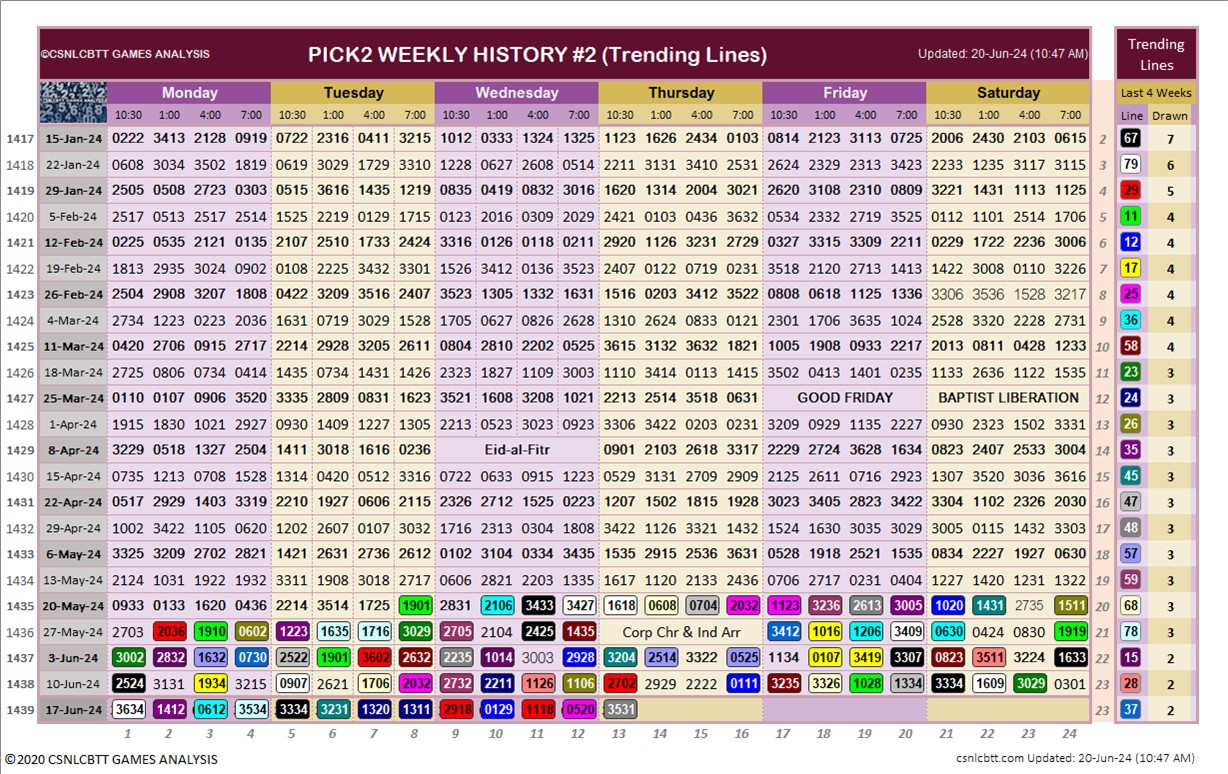 ©CSNLCBTT GAMES ANALYSIS PICK2 WEEKLY HISTORY #2 (Trending Lines) Updated: 20-Jun-24 (10:47 AM) Trending Lines
Monday Tuesday Wednesday Thursday Friday Saturday Last 4 Weeks
10:30 1:00 4:00 7:00 10:30 1:00 4:00 7:00 10:30 1:00 4:00 7:00 10:30 1:00 4:00 7:00 10:30 1:00 4:00 7:00 10:30 1:00 4:00 7:00 Line Drawn
1417 15-Jan-24 0222 3413 2128 0919 0722 2316 0411 3215 1012 0333 1324 1325 1123 1626 2434 0103 0814 2123 3113 0725 2006 2430 2103 0615 2 67 7
1418 22-Jan-24 0608 3034 3502 1819 0619 3029 1729 3310 1228 0627 2608 0514 2211 3131 3410 2531 2624 2329 2113 3423 2233 1235 3117 3115 3 79 6
1419 29-Jan-24 2505 0508 2723 0303 0515 3616 1435 1219 0835 0419 0832 3016 1620 1314 2004 3021 2620 3108 2310 0809 3221 1431 1113 1125 4 29 5
1420 5-Feb-24 2517 0513 2517 2514 1525 2219 0129 1715 0123 2016 0309 2029 2421 0103 0436 3632 0534 2332 2719 3525 0112 1101 2514 1706 5 11 4
1421 12-Feb-24 0225 0535 2121 0135 2107 2510 1733 2424 3316 0126 0118 0211 2920 1126 3231 2729 0327 3315 3309 2211 0229 1722 2236 3006 6 12 4
1422 19-Feb-24 1813 2935 3024 0902 0108 2225 3432 3301 1526 3412 0136 3523 2407 0122 0719 0231 3518 2120 2713 1413 1422 3008 0110 3226 7 17 4
1423 26-Feb-24 2504 2908 3207 1808 0422 3209 3516 2407 3523 1305 1332 1631 1516 0203 3412 3522 0808 0618 1125 1336 3306 3536 1528 3217 8 25 4
1424 4-Mar-24 2734 1223 0223 2036 1631 0719 3029 1523 1705 0627 0826 2628 1310 2624 0833 0121 2301 1706 3635 1024 2528 3320 2228 2731 9 36 4
1425 11-Mar-24 0420 2706 0915 2717 2214 2928 3205 2611 0804 2810 2202 0525 3615 3132 3632 1821 1005 1908 0933 2217 2013 0811 0428 1233 10 58 4
1426 18-Mar-24 2725 0806 0734 0414 1435 0734 1431 1426 2323 1827 1109 3003 1110 3414 0113 1415 3502 0413 1401 0235 1133 2636 1122 1535 11 23 3
1427 25-Mar-24 0110 0107 0906 3520 3335 2809 0831 1623 3521 1608 3208 1021 2213 2514 3518 0631 GOOD FRIDAY BAPTIST LIBERATION 12 24 3
1428 1-Apr-24 1915 1830 1021 2927 0930 1409 1227 1305 2213 0523 3023 0923 3306 3422 0203 0231 3209 0929 1135 2227 0930 2323 1502 3331 13 26 3
1429 8-Apr-24 3229 0518 1327 2504 1411 3018 1616 0236 Eid-al-Fitr 0901 2103 2618 3317 2229 2724 3628 1634 0823 2407 2533 3004 14 35 3
1430 15-Apr-24 0735 1213 0708 1528 1314 0420 0512 3314 0722 0633 0915 1223 0529 3131 2709 2909 2125 2611 0716 2923 1307 3520 3036 3616 15 45 3
1431 22-Apr-24 0517 2929 1403 3319 2210 1927 0606 2115 2326 2712 1525 0223 1207 1502 1815 1928 3023 3405 2823 3422 3304 1102 2326 2030 16 47 3
1432 29-Apr-24 1002 3422 1105 0620 1202 2607 0107 3032 1716 2313 0304 1808 3422 1126 3321 1432 1524 1630 3035 3029 3005 0115 1432 3303 17 48 3
1433 6-May-24 3325 3209 2702 2821 1421 2631 2736 2612 0102 3104 0334 3435 1535 2915 2536 3631 0528 1918 2521 1535 0834 2227 1927 0630 18 57 3
1434 13-May-24 2124 1031 1922 1932 3311 1908 3018 2717 0606 2821 2203 1335 1617 1120 2133 2436 0706 2717 0231 0404 1227 1420 1231 1322 19 59 3
1435 20-May-24 0933 0133 1620 0436 2214 3514 1725 1901 2831 2106 3433 3427 1618 0608 0704 2032 1123 3236 2613 3005 1020 1431 2735 1511 20 68 3
1436 27-May-24 2703 2036 1910 0602 1223 1635 1716 3029 2705 2104 2425 1435 Corp Chr & Ind Arr 3412 1016 1206 3409 0630 0424 0830 1919 21 78 3
1437 3-Jun-24 3002 2832 1632 0730 2522 1901 3602 2632 2235 1014 3003 2928 3204 2514 3322 0525 1134 0107 3419 3307 0823 3511 3224 1633 22 15 2
1438 10-Jun-24 2524 3131 1934 3215 0907 2621 1706 2032 2732 2211 1126 1106 2702 2929 2222 0111 3235 3326 1028 1334 3334 1609 3029 0301 23 28 2
1439 17-Jun-24 3634 1412 0612 3534 3334 3231 1320 1311 2918 0129 1118 0520 3531 23 37 2
1 2 3 4 5 6 7 8 9 10 11 12 13 14 15 16 17 18 19 20 21 22 23 24
©2020 CSNLCBTT GAMES ANALYSIS csnlcbtt.com Updated: 20-Jun-24 (10:47 AM)